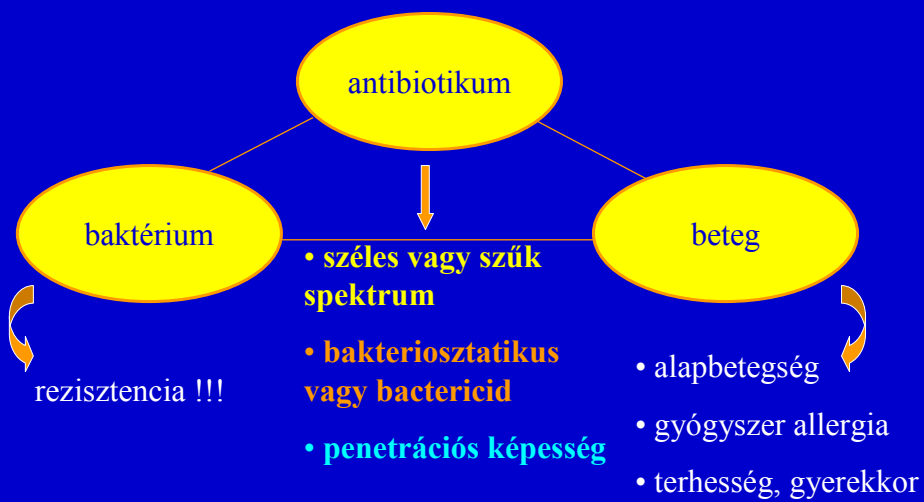 antibiotikum
baktérium
beteg
• széles vagy szűk
spektrum
• bakteriosztatikus
vagy bactericid
• penetrációs képesség
rezisztencia !!!
• alapbetegség
• gyógyszer allergia
• terhesség, gyerekkor